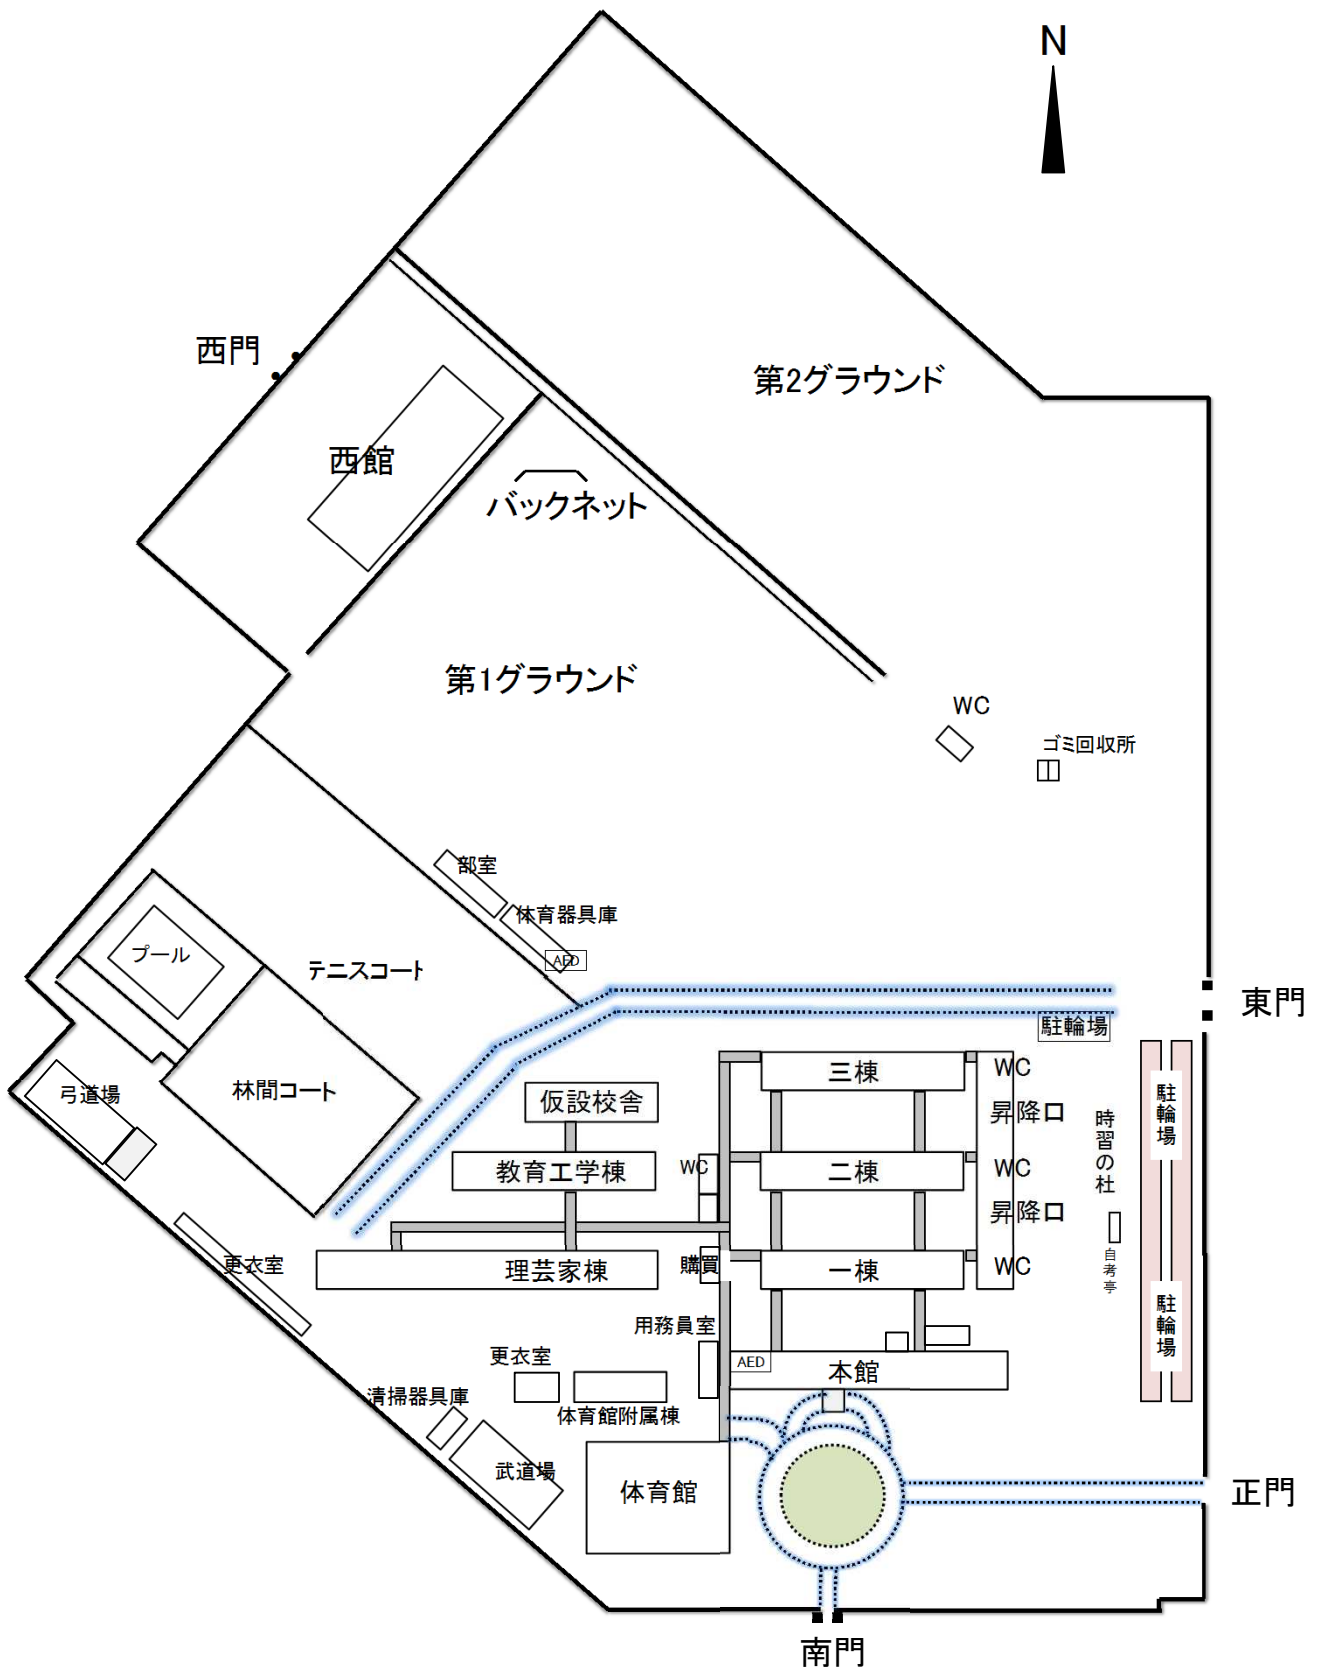 N
西門
第2グラウンド
西館
バックネット
第1グラウンド
WC
ゴミ回収所
部室
体育器具庫
AED
プール
テニスコート
東門
駐輪場
林間コート
弓道場
仮設校舎
三棟
WC
昇降口
時習の杜
駐輪場
教育工学棟
WC
二棟
WC
昇降口
自考亭
更衣室
理芸家棟
購買
一棟
WC
駐輪場
用務員室
更衣室
AED
本館
清掃器具庫
体育館附属棟
武道場
体育館
正門
南門